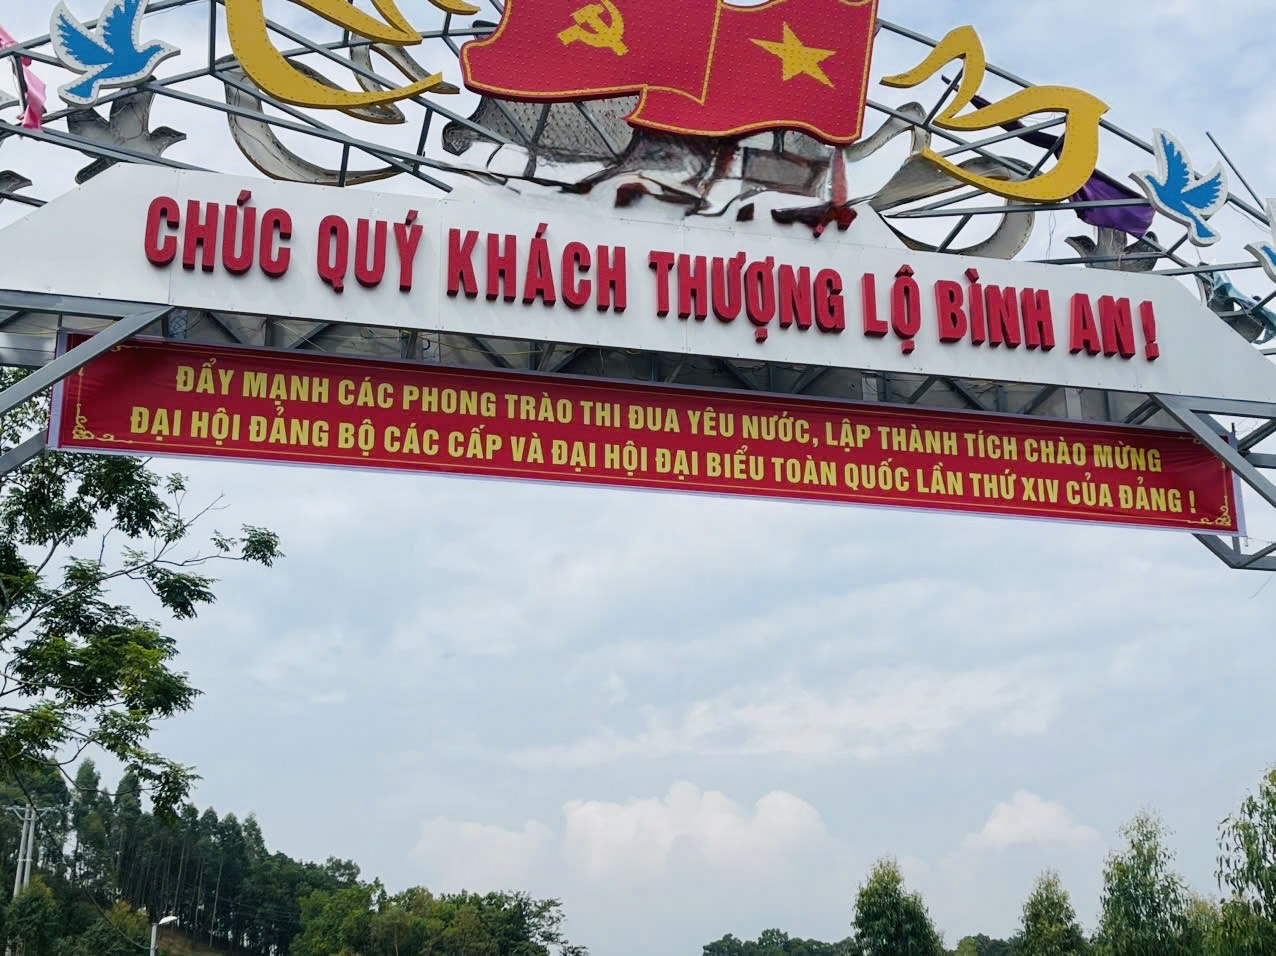 CHÚC QUÝ KHÁCH THƯỢNG LỘ BÌNH AN!
ĐẨY MẠNH CÁC PHONG TRÀO THI ĐUA YÊU NƯỚC, LẬP THÀNH TÍCH CHÀO MỪNG
ĐẠI HỘI ĐẢNG BỘ CÁC CẤP VÀ ĐẠI HỘI ĐẠI BIỂU TOÀN QUỐC LẦN THỨ XIV CỦA ĐẢNG !